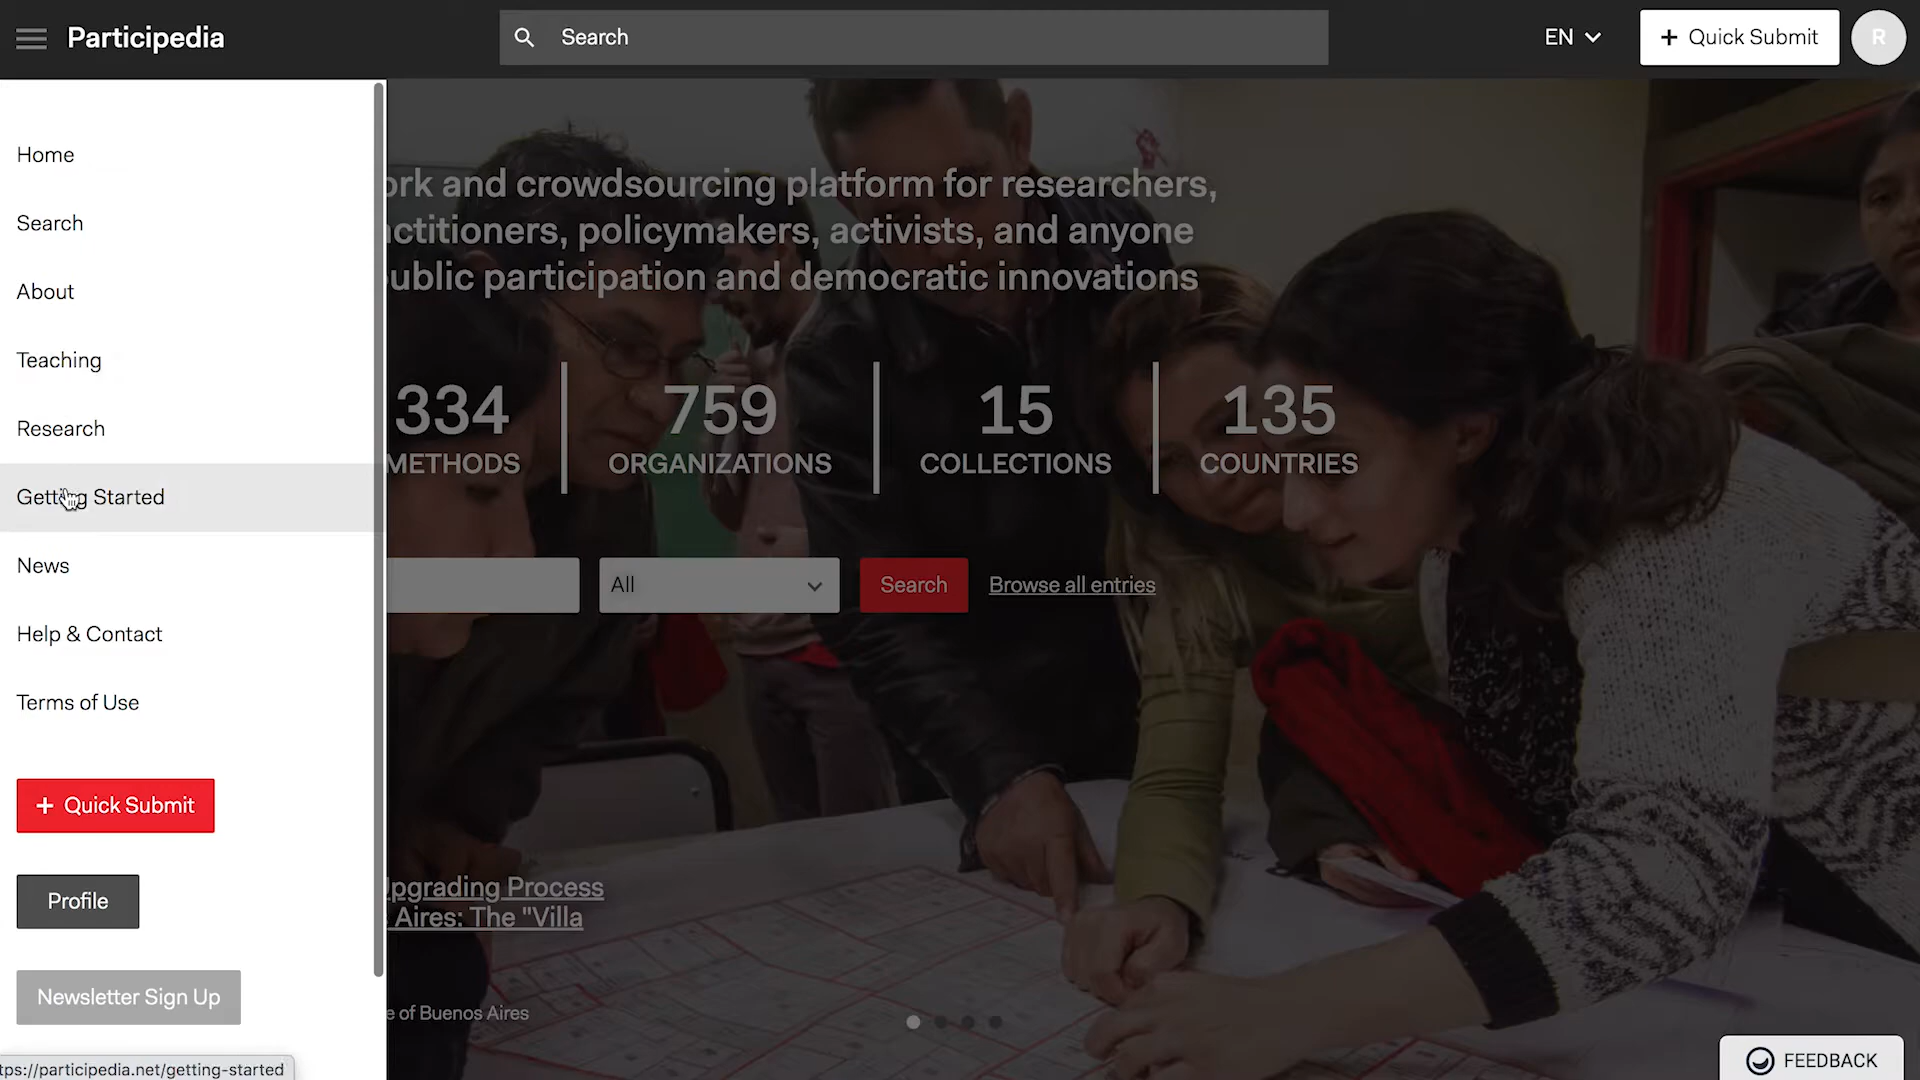 Participedia
Search
EN
+ Quick Submit
R
Home
Search
About
Teaching
Research
Getting Started
News
Help & Contact
Terms of Use
+ Quick Submit
Profile
Newsletter Sign Up
tps://participedia.net/getting-started
ork and crowdsourcing platform for researchers,
ctitioners, policymakers, activists, and anyone
ublic participation and democratic innovations
334
METHODS
759
ORGANIZATIONS
15
COLLECTIONS
135
COUNTRIES
All
Search
Browse all entries
pgrading Process
Aires: The "Villa
e of Buenos Aires
FEEDBACK